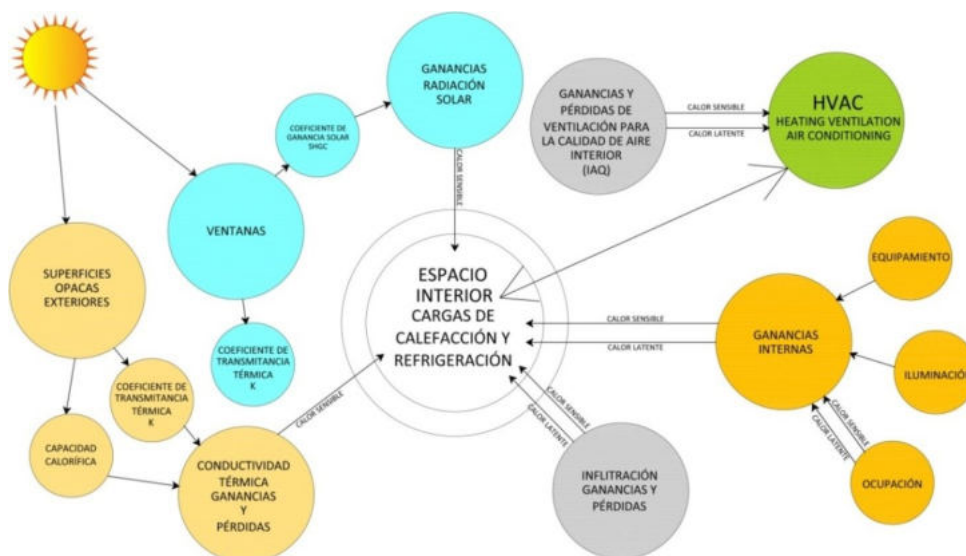 GANANCIAS
RADIACIÓN
SOLAR
GANANCIAS Y
PÉRDIDAS DE
VENTILACIÓN PARA
LA CALIDAD DE AIRE
INTERIOR
(IAQ)
CALOR SENSIBLE
CALOR LATENTE
HVAC
HEATING VENTILATION
AIR CONDITIONING
COEFICIENTE DE
GANANCIA SOLAR
SHGC
CALOR SENSIBLE
VENTANAS
SUPERFICIES
OPACAS
EXTERIORES
ESPACIO
INTERIOR
CARGAS DE
CALEFACCIÓN Y
REFRIGERACIÓN
EQUIPAMIENTO
CALOR SENSIBLE
CALOR LATENTE
GANANCIAS
INTERNAS
ILUMINACIÓN
COEFICIENTE DE
TRANSMITANCIA
TÉRMICA
K
COEFICIENTE DE
TRANSMITANCIA
TÉRMICA
K
CALOR SENSIBLE
CALOR SENSIBLE
CALOR LATENTE
CALOR SENSIBLE
CALOR LATENTE
CAPACIDAD
CALORÍFICA
CONDUCTIVIDAD
TÉRMICA
GANANCIAS
Y
PÉRDIDAS
INFLITRACIÓN
GANANCIAS Y
PÉRDIDAS
OCUPACIÓN